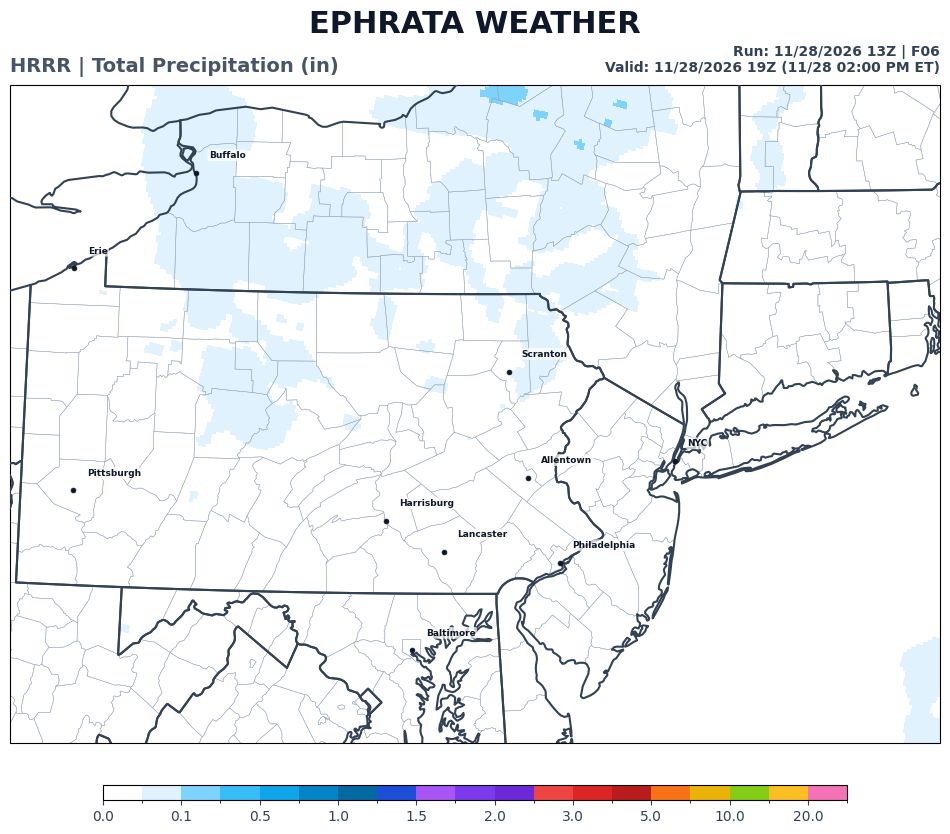 EPHRATA WEATHER
HRRR | Total Precipitation (in)
Run: 11/28/2026 13Z | F06
Valid: 11/28/2026 19Z (11/28 02:00 PM ET)
Buffalo
Erie
Scranton
NYC
Allentown
Pittsburgh
Harrisburg
Lancaster
Philadelphia
Baltimore
0.0 0.1 0.5 1.0 1.5 2.0 3.0 5.0 10.0 20.0